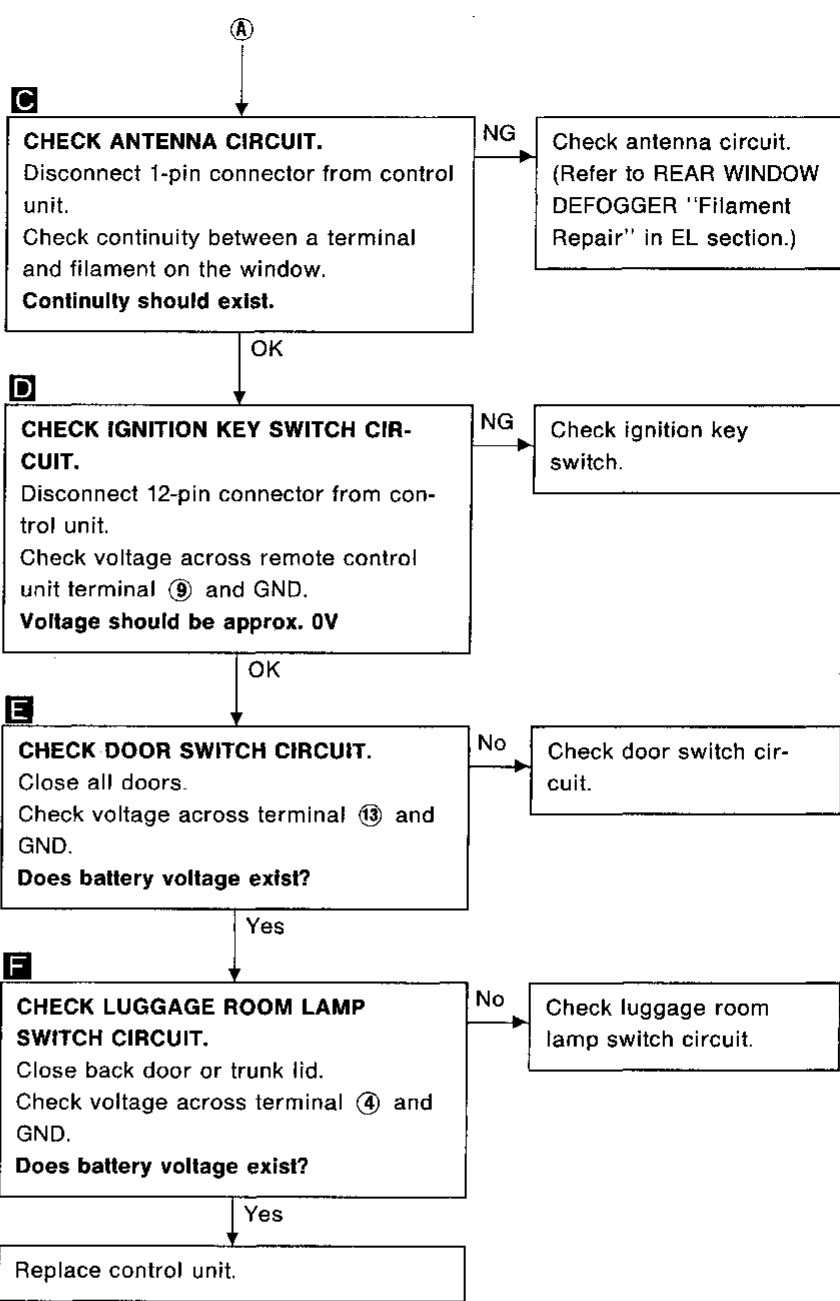 Ⓐ
C
CHECK ANTENNA CIRCUIT.
Disconnect 1-pin connector from control
unit.
Check continuity between a terminal
and filament on the window.
Continuity should exist.
NG
Check antenna circuit.
(Refer to REAR WINDOW
DEFOGGER "Filament
Repair" in EL section.)
OK
D
CHECK IGNITION KEY SWITCH CIR-
CUIT.
Disconnect 12-pin connector from con-
trol unit.
Check voltage across remote control
unit terminal ⑨ and GND.
Voltage should be approx. 0V
NG
Check ignition key
switch.
OK
E
CHECK DOOR SWITCH CIRCUIT.
Close all doors.
Check voltage across terminal ⑬ and
GND.
Does battery voltage exist?
No
Check door switch cir-
cuit.
Yes
F
CHECK LUGGAGE ROOM LAMP
SWITCH CIRCUIT.
Close back door or trunk lid.
Check voltage across terminal ④ and
GND.
Does battery voltage exist?
No
Check luggage room
lamp switch circuit.
Yes
Replace control unit.